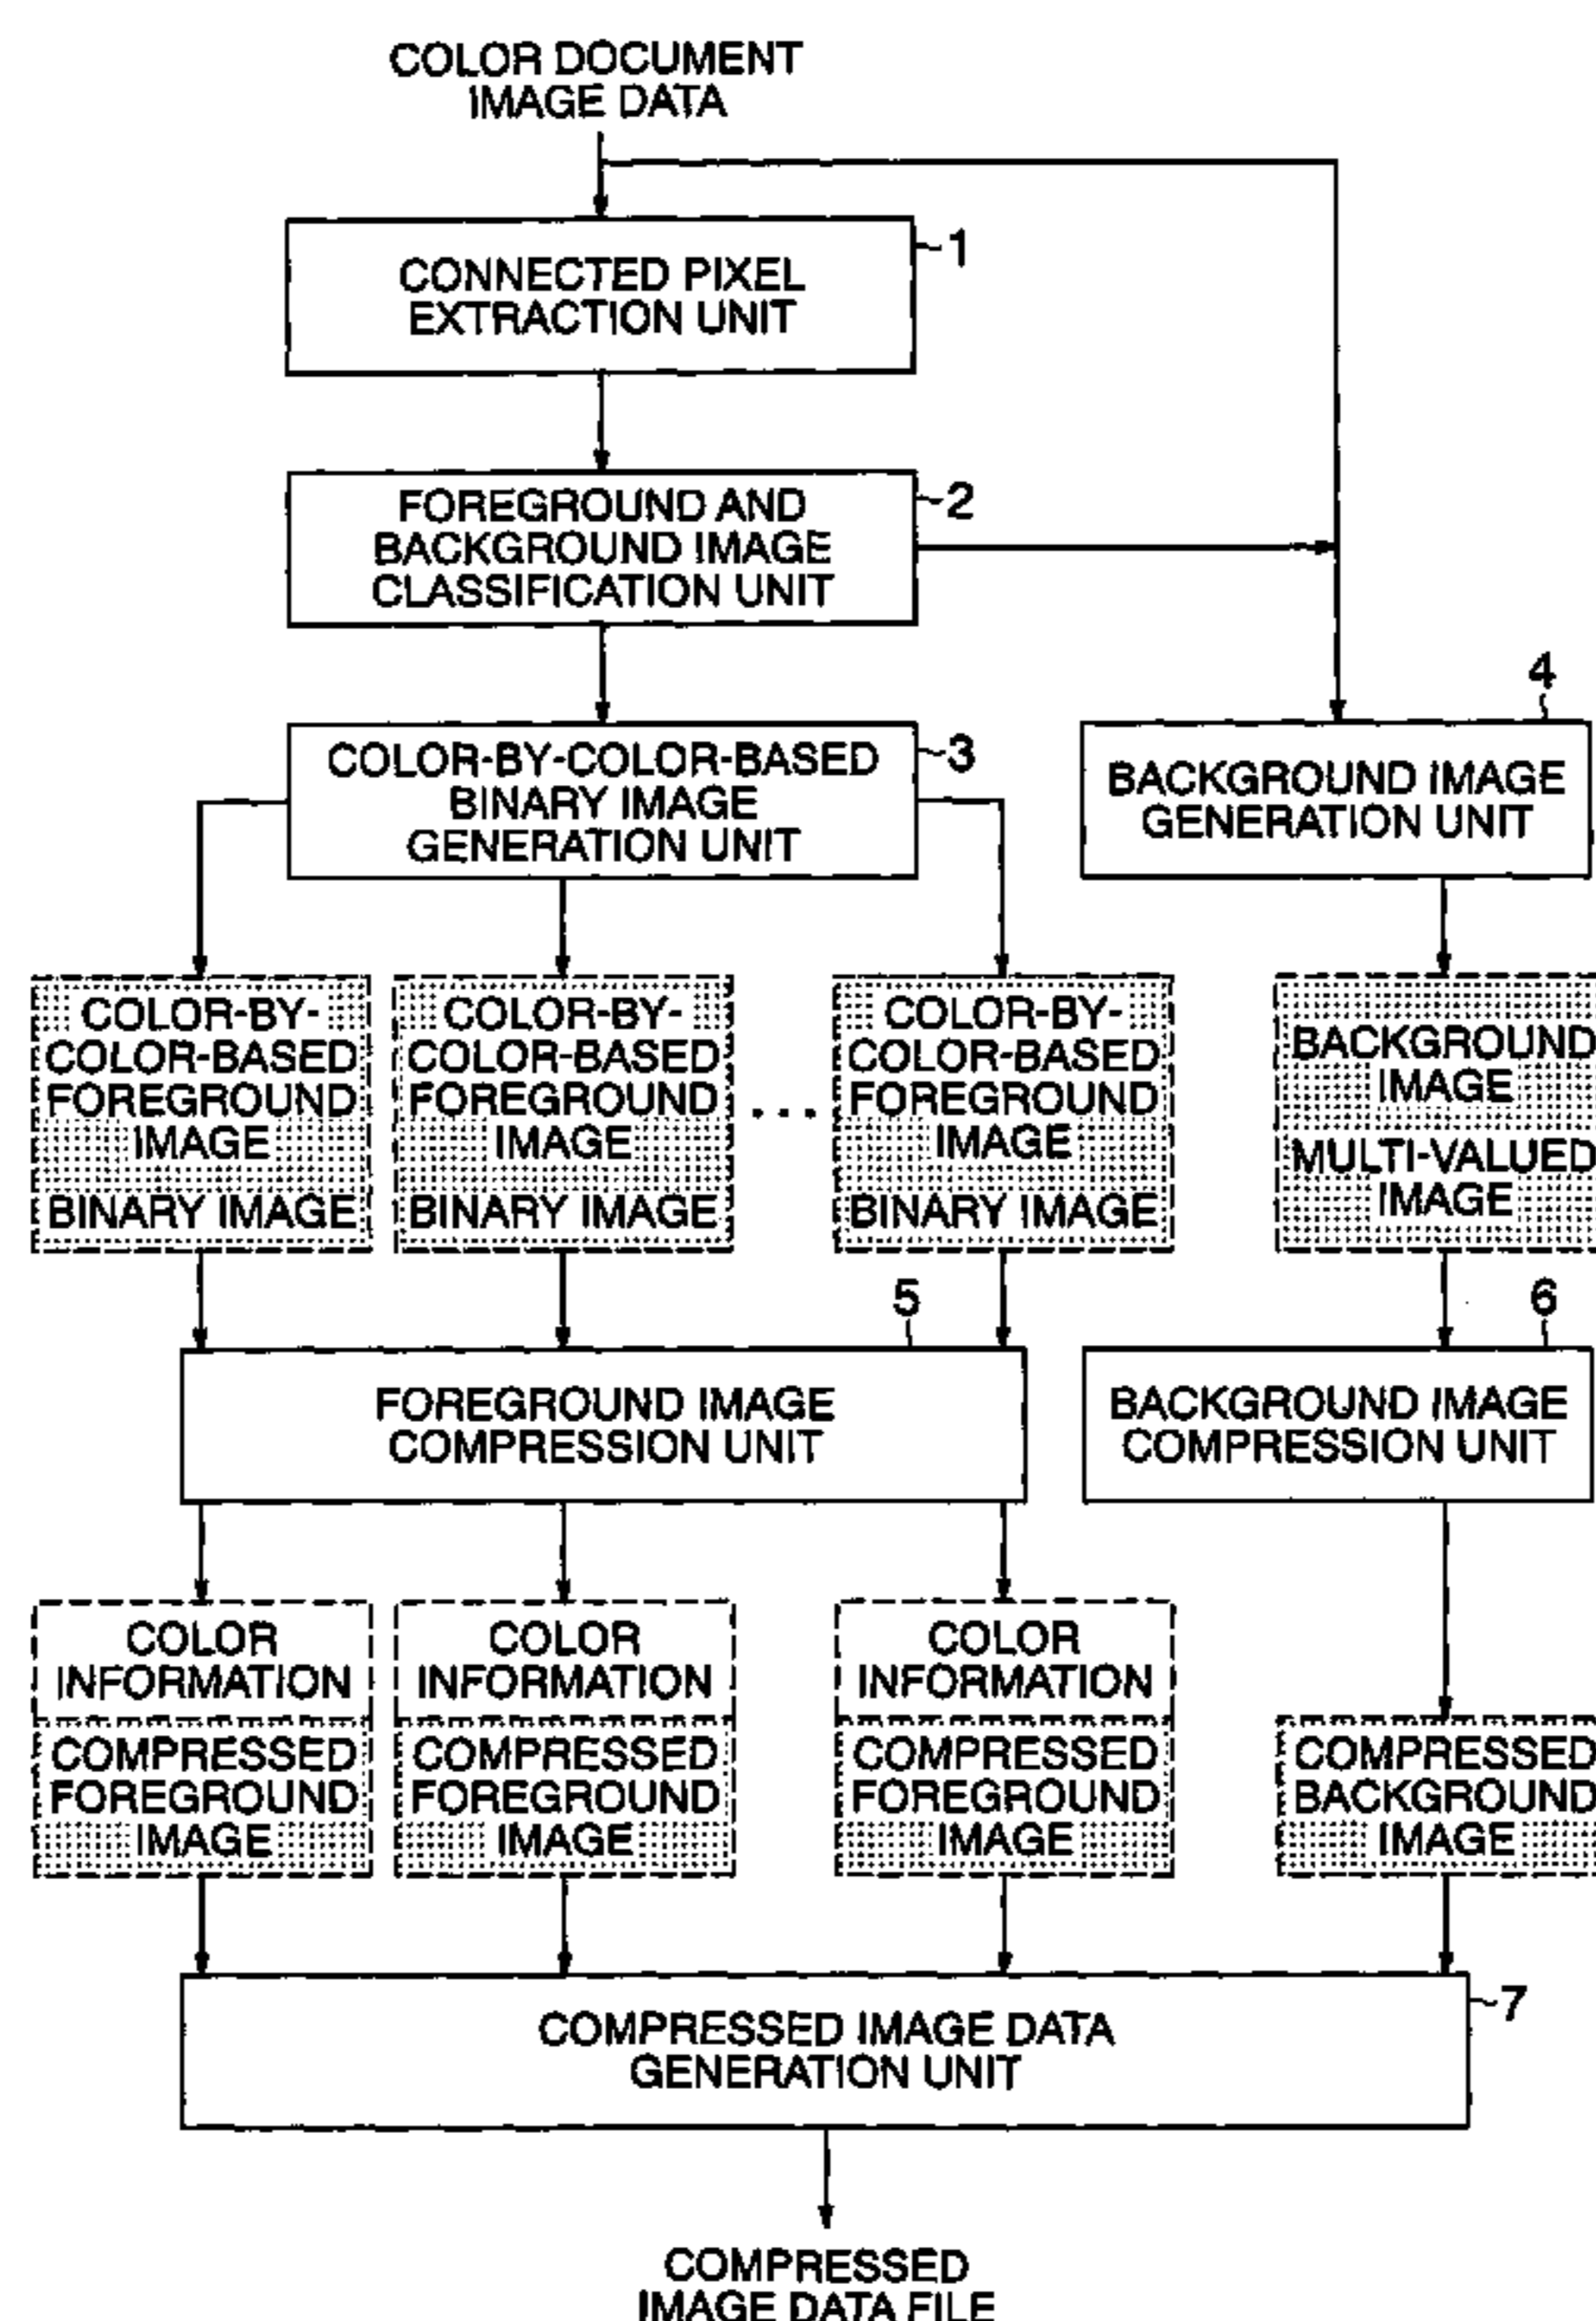 COLOR DOCUMENT
IMAGE DATA
1
CONNECTED PIXEL
EXTRACTION UNIT
2
FOREGROUND AND
BACKGROUND IMAGE
CLASSIFICATION UNIT
3
COLOR-BY-COLOR-BASED
BINARY IMAGE
GENERATION UNIT
4
BACKGROUND IMAGE
GENERATION UNIT
COLOR-BY-
COLOR-BASED
FOREGROUND
IMAGE
BINARY IMAGE
COLOR-BY-
COLOR-BASED
FOREGROUND
IMAGE
BINARY IMAGE
...
COLOR-BY-
COLOR-BASED
FOREGROUND
IMAGE
BINARY IMAGE
BACKGROUND
IMAGE
MULTI-VALUED
IMAGE
5
FOREGROUND IMAGE
COMPRESSION UNIT
6
BACKGROUND IMAGE
COMPRESSION UNIT
COLOR
INFORMATION
COMPRESSED
FOREGROUND
IMAGE
COLOR
INFORMATION
COMPRESSED
FOREGROUND
IMAGE
COLOR
INFORMATION
COMPRESSED
FOREGROUND
IMAGE
COMPRESSED
BACKGROUND
IMAGE
7
COMPRESSED IMAGE DATA
GENERATION UNIT
COMPRESSED
IMAGE DATA FILE